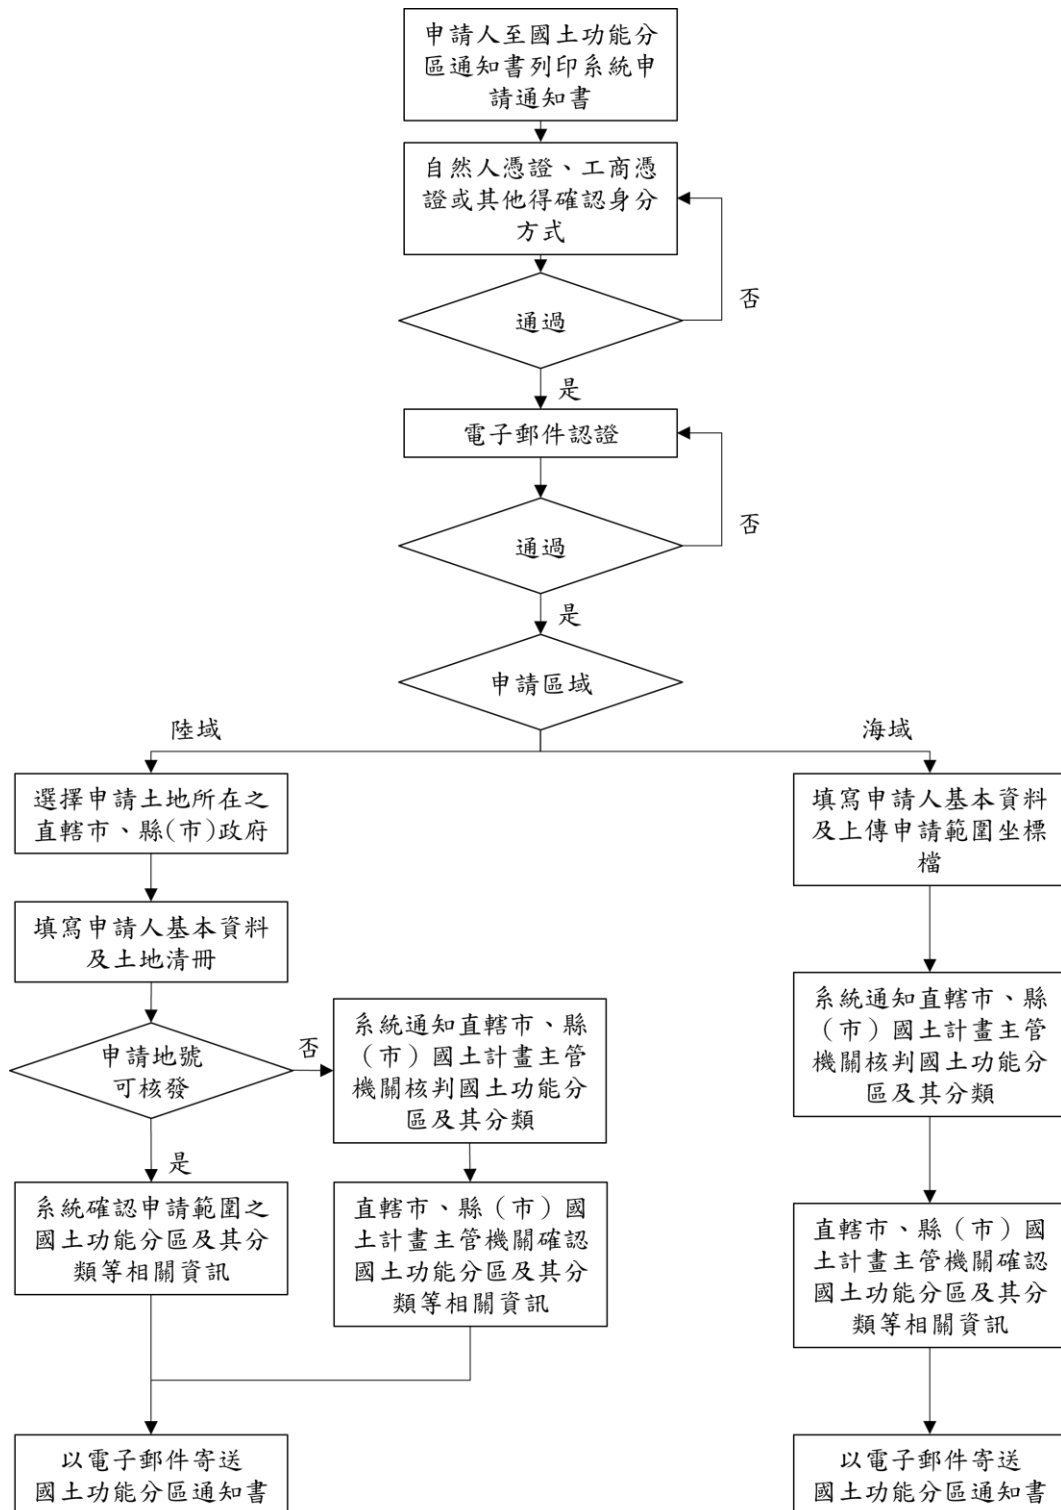 申請人至國土功能分
區通知書列印系統申
請通知書
自然人憑證、工商憑
證或其他得確認身分
方式
否
通過
是
電子郵件認證
否
通過
是
申請區域
陸域
海域
選擇申請土地所在之
直轄市、縣(市)政府
填寫申請人基本資料
及土地清冊
申請地號
可核發
否
是
系統確認申請範圍之
國土功能分區及其分
類等相關資訊
系統通知直轄市、縣
（市）國土計畫主管
機關核判國土功能分
區及其分類
直轄市、縣（市）國
土計畫主管機關確認
國土功能分區及其分
類等相關資訊
以電子郵件寄送
國土功能分區通知書
填寫申請人基本資料
及上傳申請範圍坐標
檔
系統通知直轄市、縣
（市）國土計畫主管
機關核判國土功能分
區及其分類
直轄市、縣（市）國
土計畫主管機關確認
國土功能分區及其分
類等相關資訊
以電子郵件寄送
國土功能分區通知書